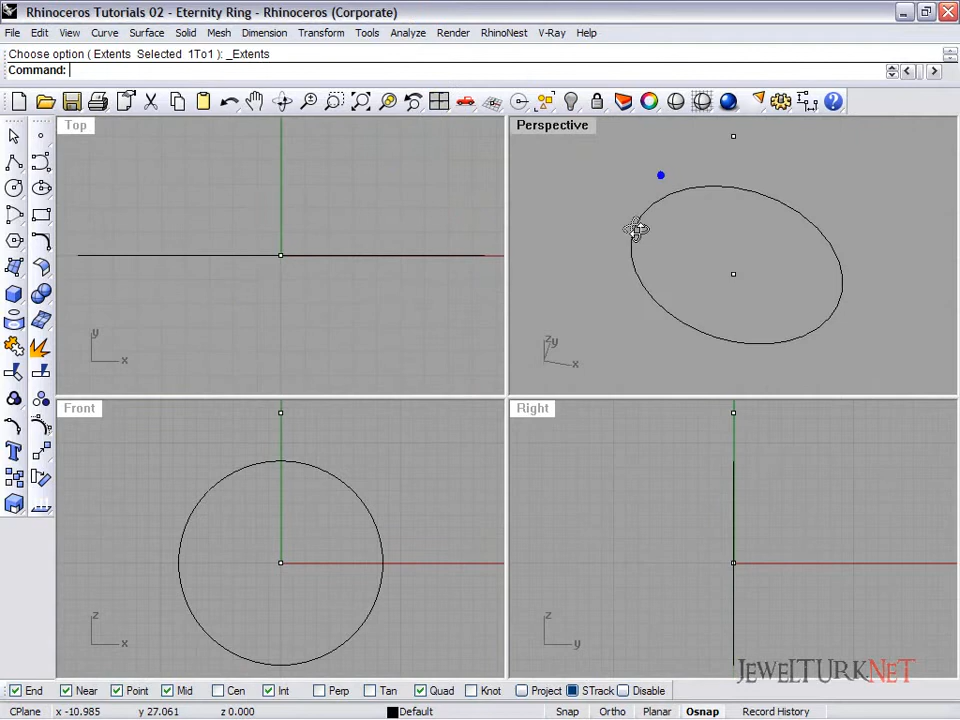 Rhinoceros Tutorials 02 - Eternity Ring - Rhinoceros (Corporate)
File Edit View Curve Surface Solid Mesh Dimension Transform Tools Analyze Render RhinoNest V-Ray Help
Choose option ( Extents Selected 1To1 ): _Extents
Command:
Top
Perspective
y
x
z y
x
Front
Right
z
x
z
y
JewelTurkNet
End Near Point Mid Cen Int Perp Tan Quad Knot Project STrack Disable
CPlane x -10.985 y 27.061 z 0.000 Default Snap Ortho Planar Osnap Record History